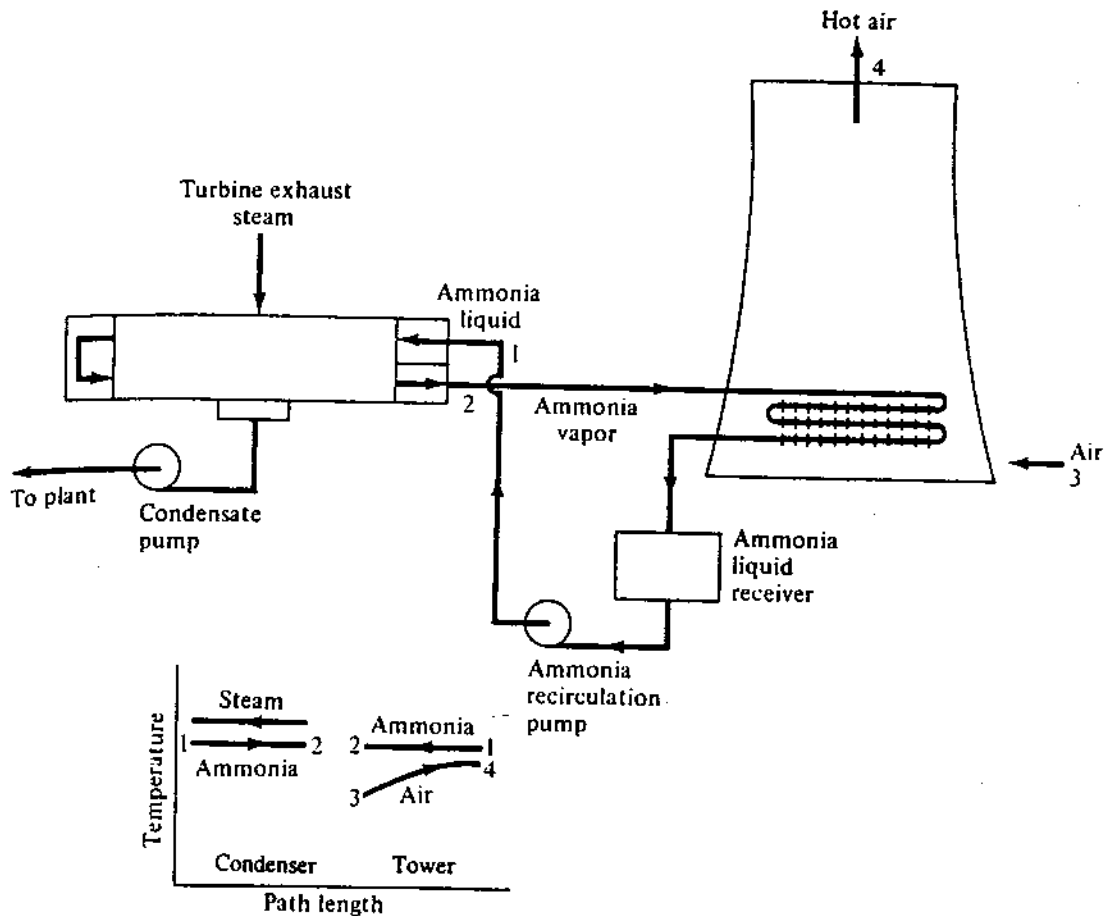 Hot air
4
Turbine exhaust
steam
Ammonia
liquid
1
2
Ammonia
vapor
Air
3
To plant
Condensate
pump
Ammonia
liquid
receiver
Ammonia
recirculation
pump
Temperature
Steam
1
2
Ammonia
Ammonia
2
1
4
3
Air
Condenser
Tower
Path length